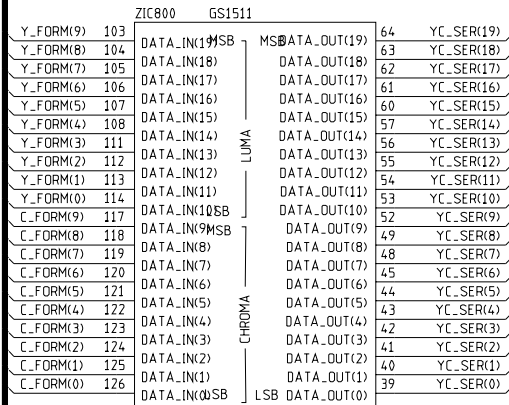 ZIC800 GS1511
Y_FORM(9) 103 DATA_IN(19) MSB MSB DATA_OUT(19) 64 YC_SER(19)
Y_FORM(8) 104 DATA_IN(18) DATA_OUT(18) 63 YC_SER(18)
Y_FORM(7) 105 DATA_IN(17) DATA_OUT(17) 62 YC_SER(17)
Y_FORM(6) 106 DATA_IN(16) DATA_OUT(16) 61 YC_SER(16)
Y_FORM(5) 107 DATA_IN(15) DATA_OUT(15) 60 YC_SER(15)
Y_FORM(4) 108 DATA_IN(14) DATA_OUT(14) 57 YC_SER(14)
Y_FORM(3) 111 DATA_IN(13) LUMA DATA_OUT(13) 56 YC_SER(13)
Y_FORM(2) 112 DATA_IN(12) DATA_OUT(12) 55 YC_SER(12)
Y_FORM(1) 113 DATA_IN(11) DATA_OUT(11) 54 YC_SER(11)
Y_FORM(0) 114 DATA_IN(10) LSB DATA_OUT(10) 53 YC_SER(10)
C_FORM(9) 117 DATA_IN(9) MSB DATA_OUT(9) 52 YC_SER(9)
C_FORM(8) 118 DATA_IN(8) DATA_OUT(8) 49 YC_SER(8)
C_FORM(7) 119 DATA_IN(7) DATA_OUT(7) 48 YC_SER(7)
C_FORM(6) 120 DATA_IN(6) DATA_OUT(6) 45 YC_SER(6)
C_FORM(5) 121 DATA_IN(5) DATA_OUT(5) 44 YC_SER(5)
C_FORM(4) 122 DATA_IN(4) CHROMA DATA_OUT(4) 43 YC_SER(4)
C_FORM(3) 123 DATA_IN(3) DATA_OUT(3) 42 YC_SER(3)
C_FORM(2) 124 DATA_IN(2) DATA_OUT(2) 41 YC_SER(2)
C_FORM(1) 125 DATA_IN(1) DATA_OUT(1) 40 YC_SER(1)
C_FORM(0) 126 DATA_IN(0) LSB LSB DATA_OUT(0) 39 YC_SER(0)